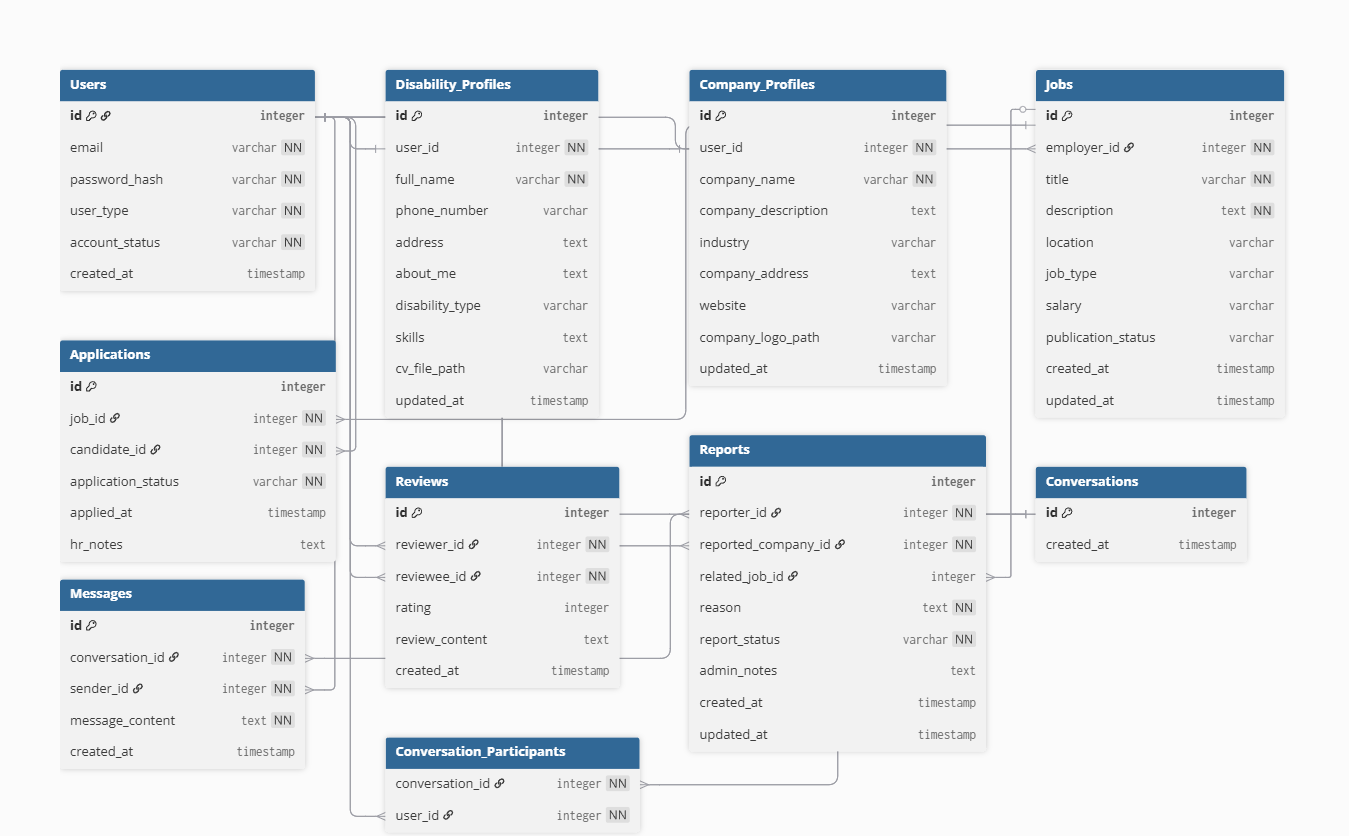 Users
id integer
email varchar NN
password_hash varchar NN
user_type varchar NN
account_status varchar NN
created_at timestamp
Disability_Profiles
id integer
user_id integer NN
full_name varchar NN
phone_number varchar
address text
about_me text
disability_type varchar
skills text
cv_file_path varchar
updated_at timestamp
Company_Profiles
id integer
user_id integer NN
company_name varchar NN
company_description text
industry varchar
company_address text
website varchar
company_logo_path varchar
updated_at timestamp
Jobs
id integer
employer_id integer NN
title varchar NN
description text NN
location varchar
job_type varchar
salary varchar
publication_status varchar
created_at timestamp
updated_at timestamp
Applications
id integer
job_id integer NN
candidate_id integer NN
application_status varchar NN
applied_at timestamp
hr_notes text
Reviews
id integer
reviewer_id integer NN
reviewee_id integer NN
rating integer
review_content text
created_at timestamp
Reports
id integer
reporter_id integer NN
reported_company_id integer NN
related_job_id integer
reason text NN
report_status varchar NN
admin_notes text
created_at timestamp
updated_at timestamp
Conversations
id integer
created_at timestamp
Messages
id integer
conversation_id integer NN
sender_id integer NN
message_content text NN
created_at timestamp
Conversation_Participants
conversation_id integer NN
user_id integer NN